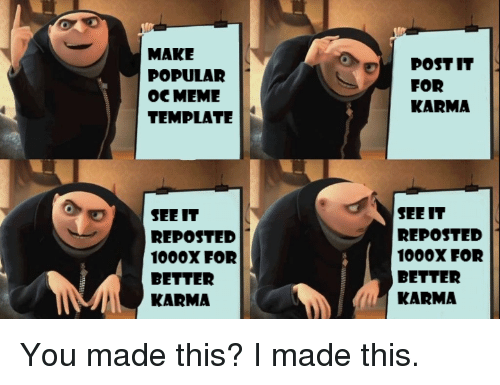 MAKE
POPULAR
OC MEME
TEMPLATE
POST IT
FOR
KARMA
SEE IT
REPOSTED
1000X FOR
BETTER
KARMA
SEE IT
REPOSTED
1000X FOR
BETTER
KARMA
You made this? I made this.